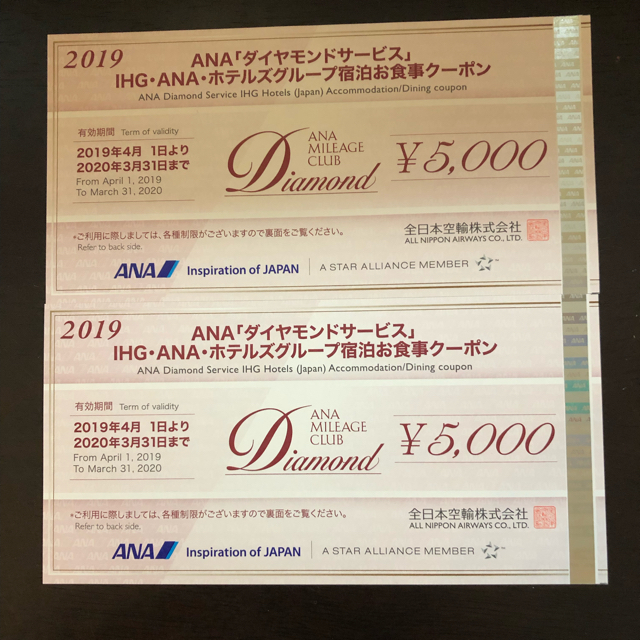 2019
ANA「ダイヤモンドサービス」
IHG・ANA・ホテルズグループ宿泊お食事クーポン
ANA Diamond Service IHG Hotels (Japan) Accommodation/Dining coupon
有効期間 Term of validity
2019年4月 1日より
2020年3月31日まで
From April 1, 2019
To March 31, 2020
ANA
MILEAGE
CLUB
Diamond
¥5,000
*ご利用に際しましては、各種制限がございますので裏面をご覧ください。
Refer to back side.
全日本空輸株式会社
ALL NIPPON AIRWAYS CO., LTD.
ANA Inspiration of JAPAN A STAR ALLIANCE MEMBER ™
2019
ANA「ダイヤモンドサービス」
IHG・ANA・ホテルズグループ宿泊お食事クーポン
ANA Diamond Service IHG Hotels (Japan) Accommodation/Dining coupon
有効期間 Term of validity
2019年4月 1日より
2020年3月31日まで
From April 1, 2019
To March 31, 2020
ANA
MILEAGE
CLUB
Diamond
¥5,000
*ご利用に際しましては、各種制限がございますので裏面をご覧ください。
Refer to back side.
全日本空輸株式会社
ALL NIPPON AIRWAYS CO., LTD.
ANA Inspiration of JAPAN A STAR ALLIANCE MEMBER ™